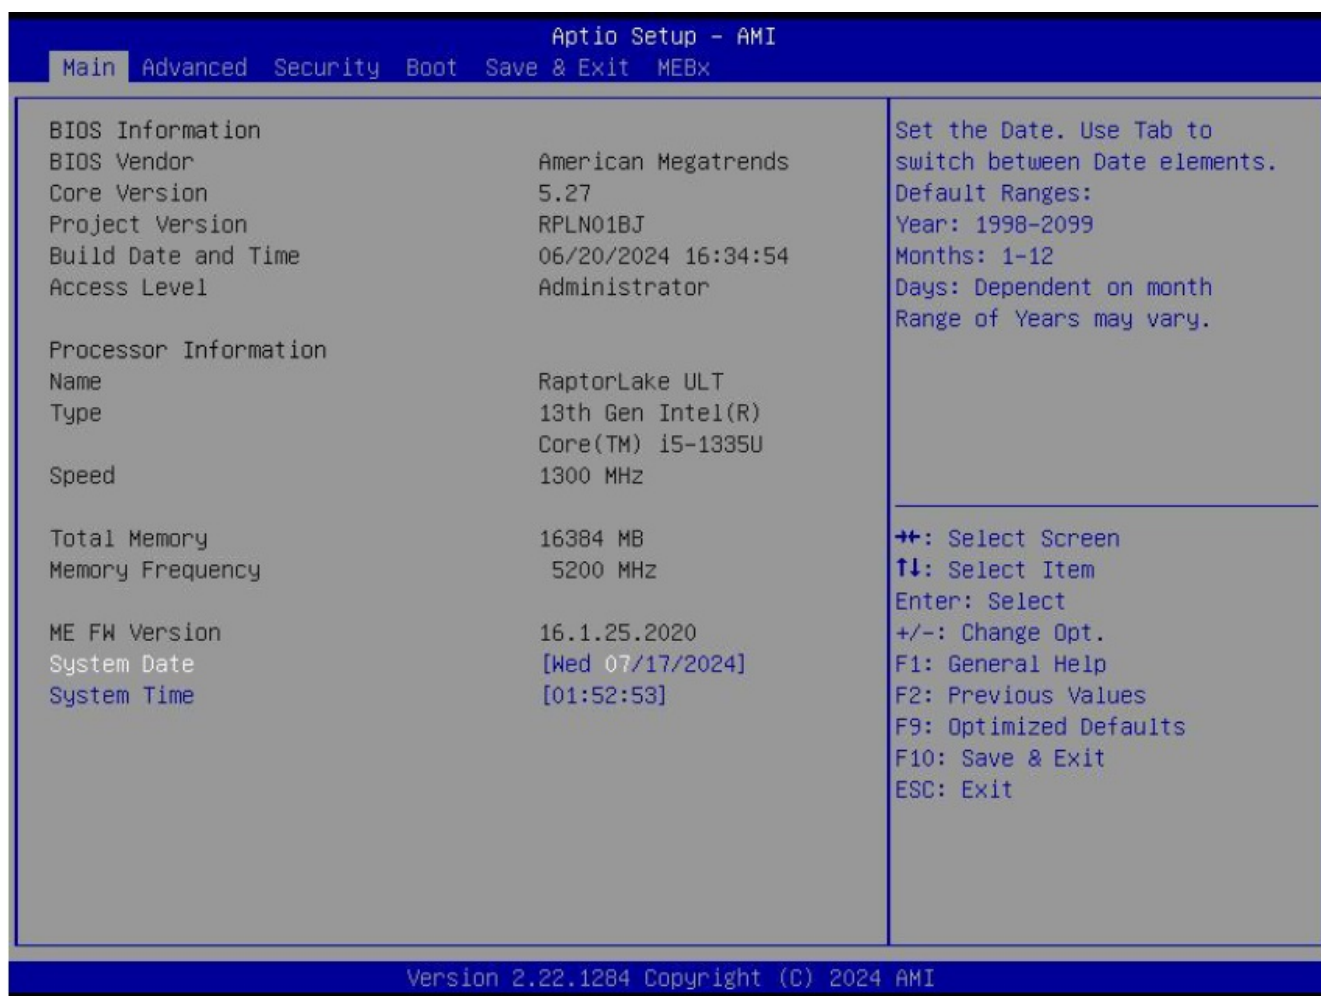 Aptio Setup - AMI
Main Advanced Security Boot Save & Exit MEBx
BIOS Information
BIOS Vendor American Megatrends
Core Version 5.27
Project Version RPLN01BJ
Build Date and Time 06/20/2024 16:34:54
Access Level Administrator
Processor Information
Name RaptorLake ULT
Type 13th Gen Intel(R)
Core(TM) i5-1335U
Speed 1300 MHz
Total Memory 16384 MB
Memory Frequency 5200 MHz
ME FW Version 16.1.25.2020
System Date [Wed 07/17/2024]
System Time [01:52:53]
Set the Date. Use Tab to
switch between Date elements.
Default Ranges:
Year: 1998-2099
Months: 1-12
Days: Dependent on month
Range of Years may vary.
→←: Select Screen
↑↓: Select Item
Enter: Select
+/-: Change Opt.
F1: General Help
F2: Previous Values
F9: Optimized Defaults
F10: Save & Exit
ESC: Exit
Version 2.22.1284 Copyright (C) 2024 AMI